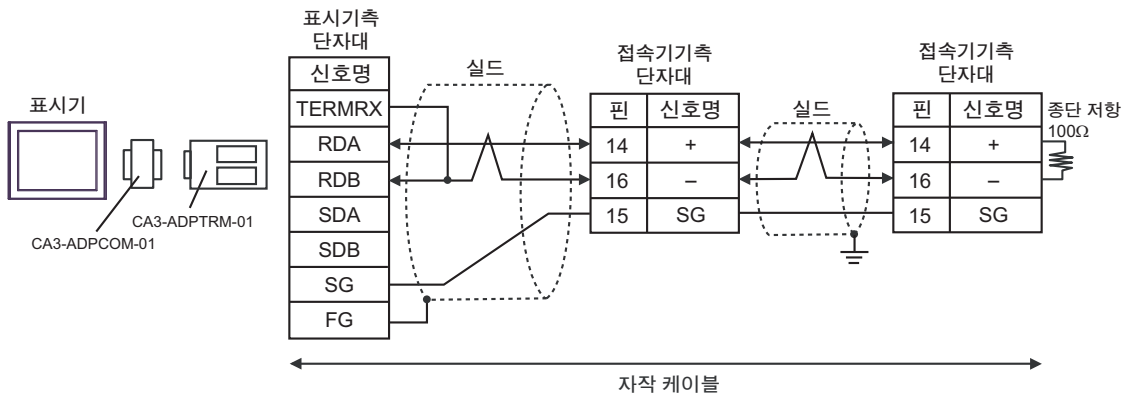 표시기
CA3-ADPCOM-01
CA3-ADPTRM-01
표시기측
단자대
신호명
TERMRX
RDA
RDB
SDA
SDB
SG
FG
실드
접속기기측
단자대
핀 신호명
14 +
16 –
15 SG
실드
접속기기측
단자대
핀 신호명
14 +
16 –
15 SG
종단 저항
100Ω
자작 케이블